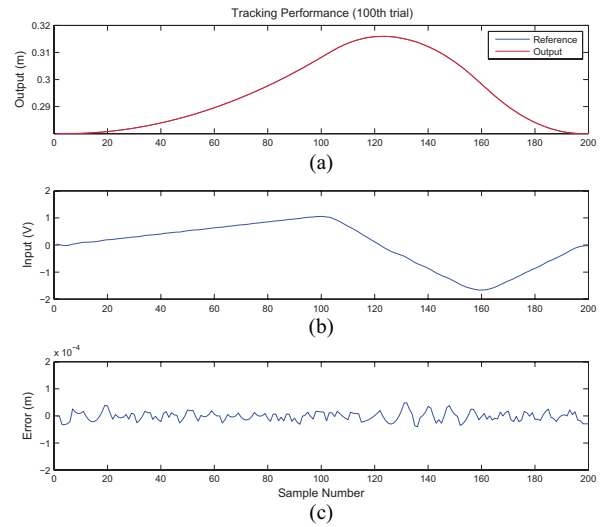 Tracking Performance (100th trial)
Output (m)
0.32
0.31
0.3
0.29
Reference
Output
0 20 40 60 80 100 120 140 160 180 200
(a)
Input (V)
2
1
0
−1
−2
0 20 40 60 80 100 120 140 160 180 200
(b)
x 10⁻⁴
Error (m)
2
1
0
−1
−2
0 20 40 60 80 100 120 140 160 180 200
Sample Number
(c)